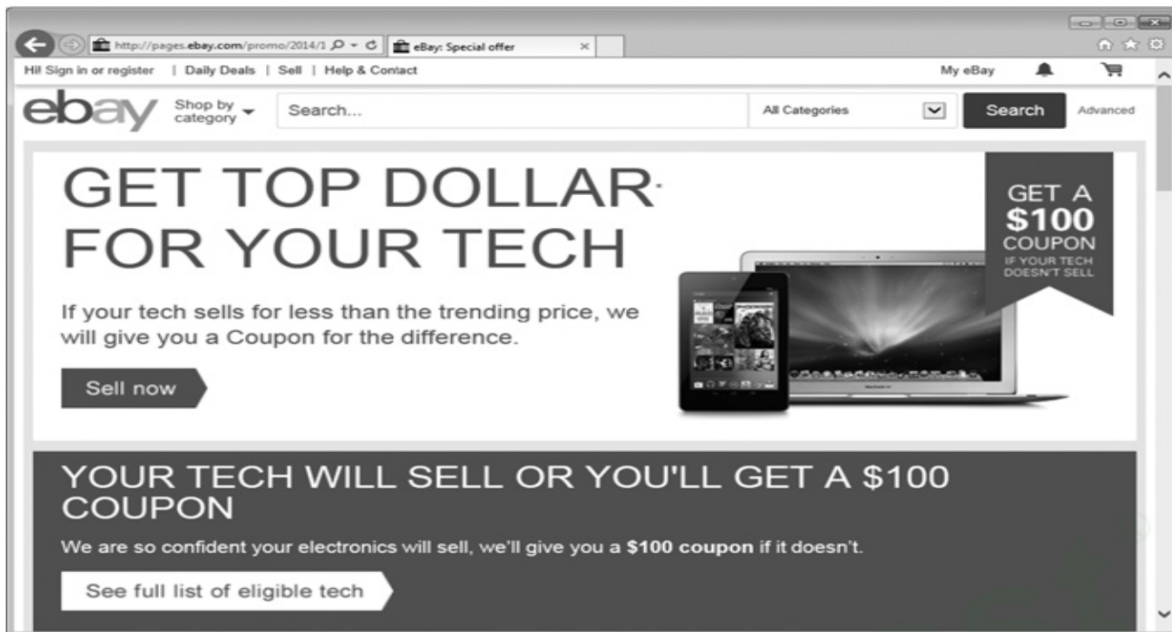 http://pages.ebay.com/promo/2014/1
eBay: Special offer
Hi! Sign in or register | Daily Deals | Sell | Help & Contact
My eBay
ebay
Shop by
category
Search...
All Categories
Search
Advanced
GET TOP DOLLAR
FOR YOUR TECH
If your tech sells for less than the trending price, we
will give you a Coupon for the difference.
Sell now
GET A
$100
COUPON
IF YOUR TECH
DOESN'T SELL
MacBook Air
YOUR TECH WILL SELL OR YOU'LL GET A $100
COUPON
We are so confident your electronics will sell, we'll give you a $100 coupon if it doesn't.
See full list of eligible tech